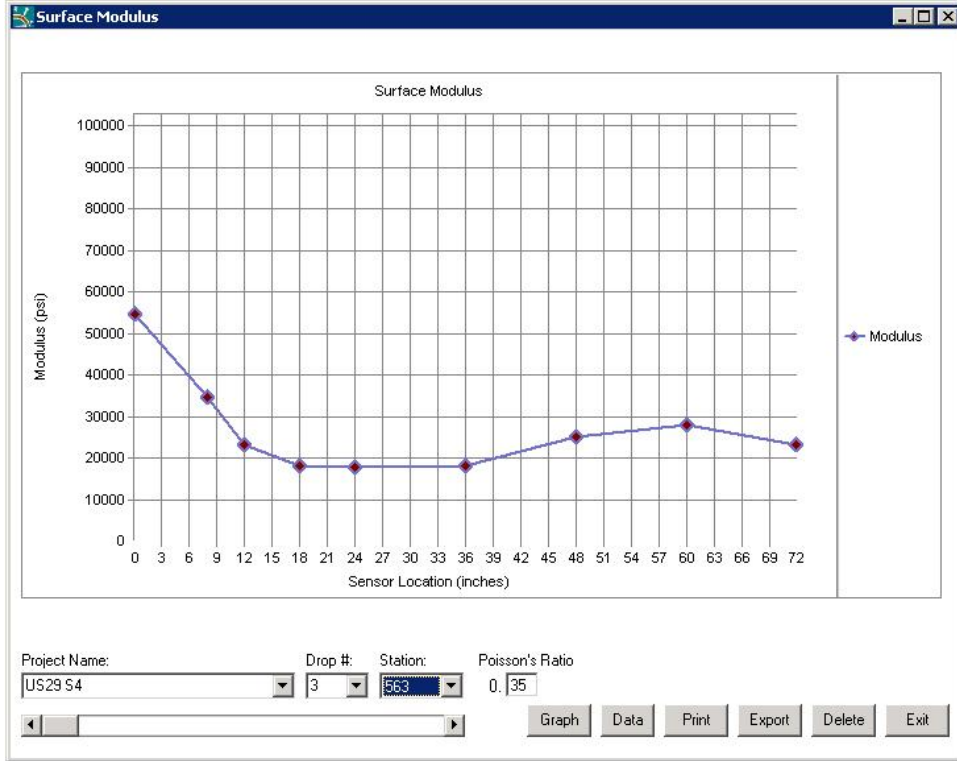 Surface Modulus
Surface Modulus
100000
90000
80000
70000
60000
50000
40000
30000
20000
10000
0
Modulus (psi)
0 3 6 9 12 15 18 21 24 27 30 33 36 39 42 45 48 51 54 57 60 63 66 69 72
Sensor Location (inches)
Modulus
Project Name: Drop #: Station: Poisson's Ratio
US29 S4 3 563 0. 35
Graph Data Print Export Delete Exit